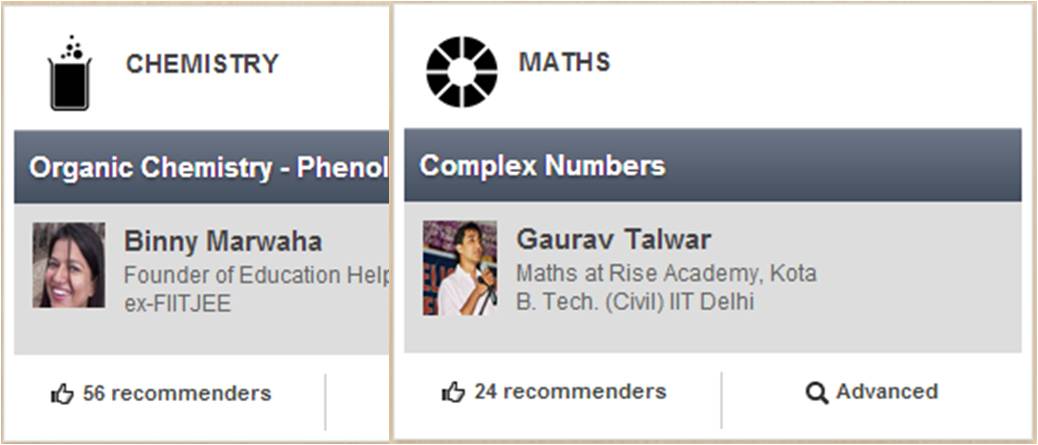 CHEMISTRY
Organic Chemistry - Phenol
Binny Marwaha
Founder of Education Help
ex-FIITJEE
56 recommenders
MATHS
Complex Numbers
Gaurav Talwar
Maths at Rise Academy, Kota
B. Tech. (Civil) IIT Delhi
24 recommenders
Advanced